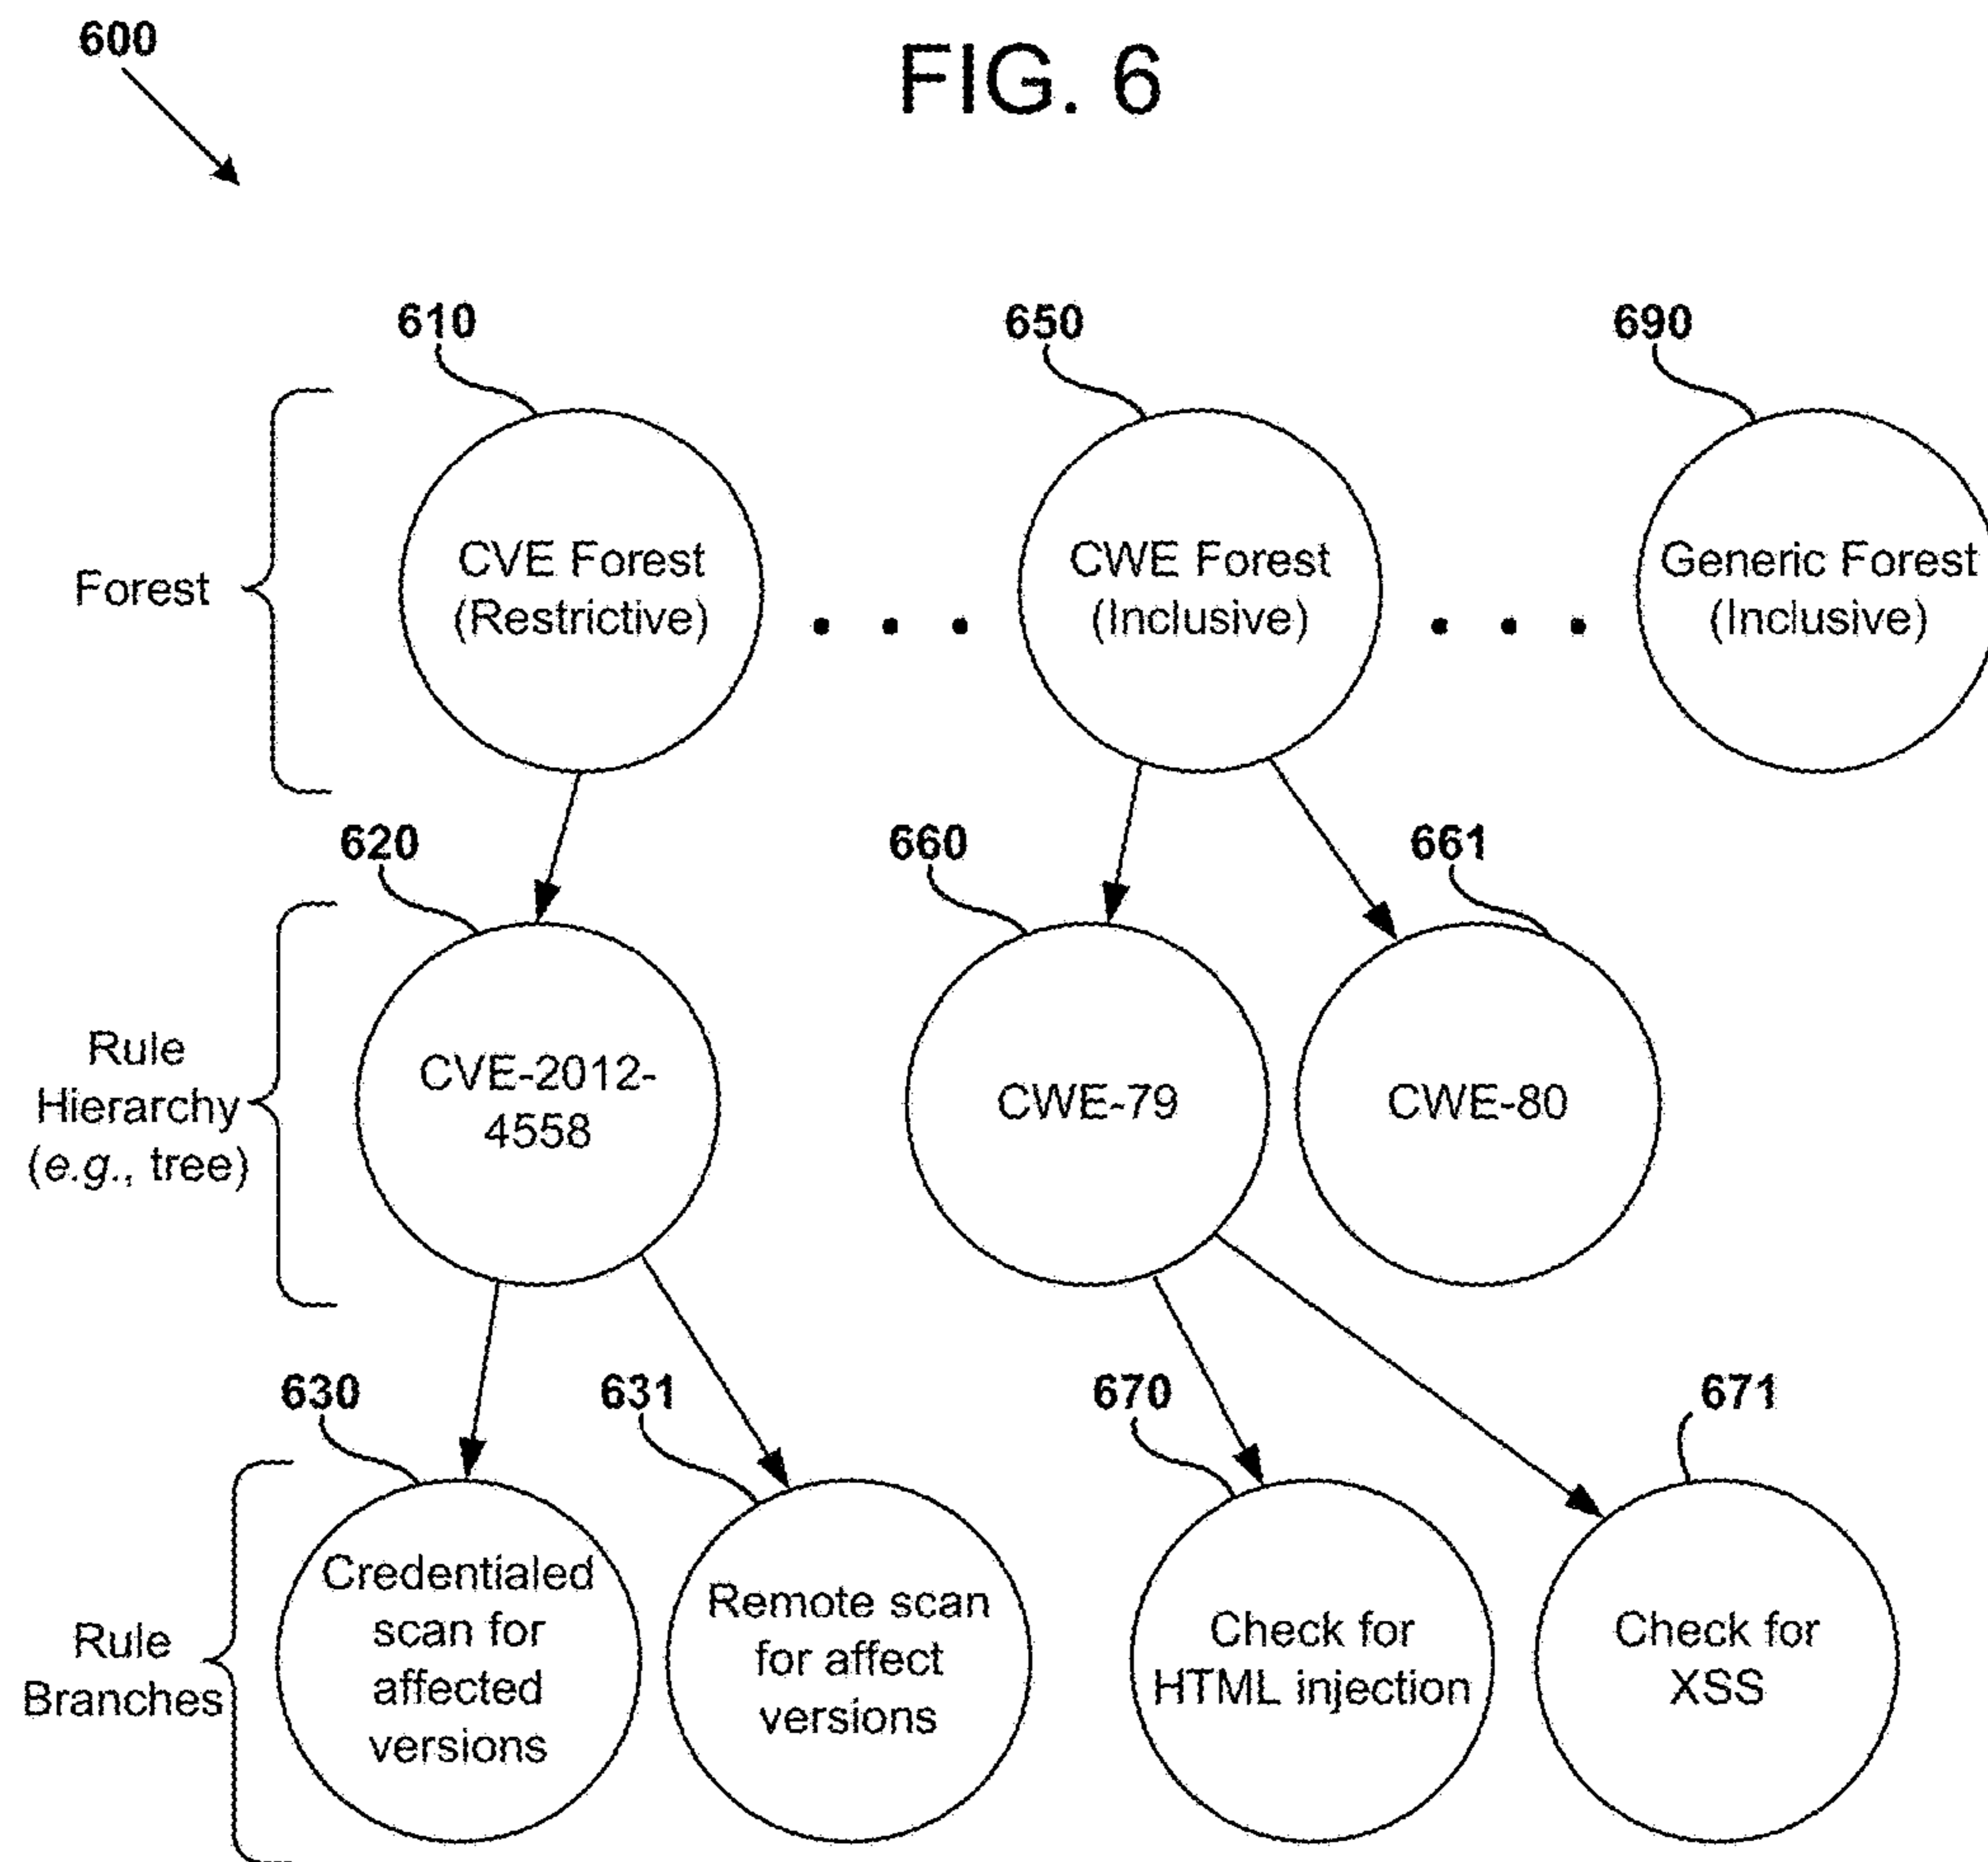 600
FIG. 6
610
650
690
Forest
CVE Forest
(Restrictive)
. . .
CWE Forest
(Inclusive)
. . .
Generic Forest
(Inclusive)
620
660
661
Rule
Hierarchy
(e.g., tree)
CVE-2012-
4558
CWE-79
CWE-80
630
631
670
671
Rule
Branches
Credentialed
scan for
affected
versions
Remote scan
for affect
versions
Check for
HTML injection
Check for
XSS